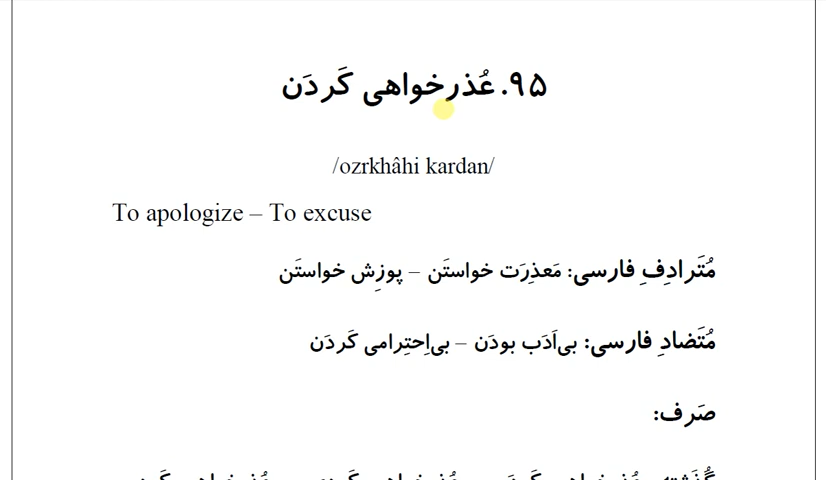 ۹۵. عُذرخواهی کَردَن
/ozrkhâhi kardan/
To apologize – To excuse
مُتَرادِفِ فارسی: مَعذِرَت خواستَن – پوزِش خواستَن
مُتَضادِ فارسی: بی‌اَدَب بودَن – بی‌اِحتِرامی کَردَن
صَرف: